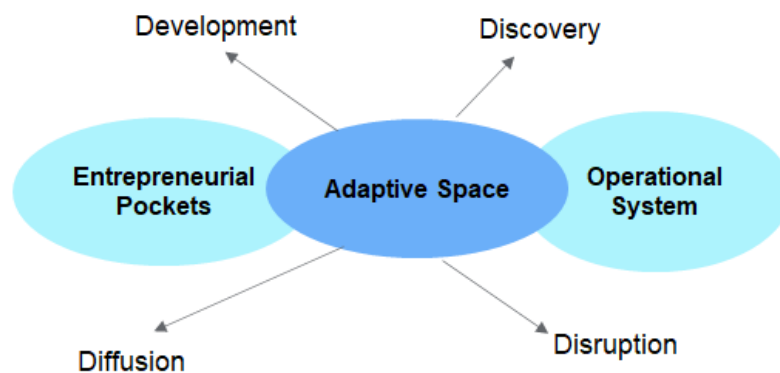 Development
Discovery
Entrepreneurial
Pockets
Adaptive Space
Operational
System
Diffusion
Disruption